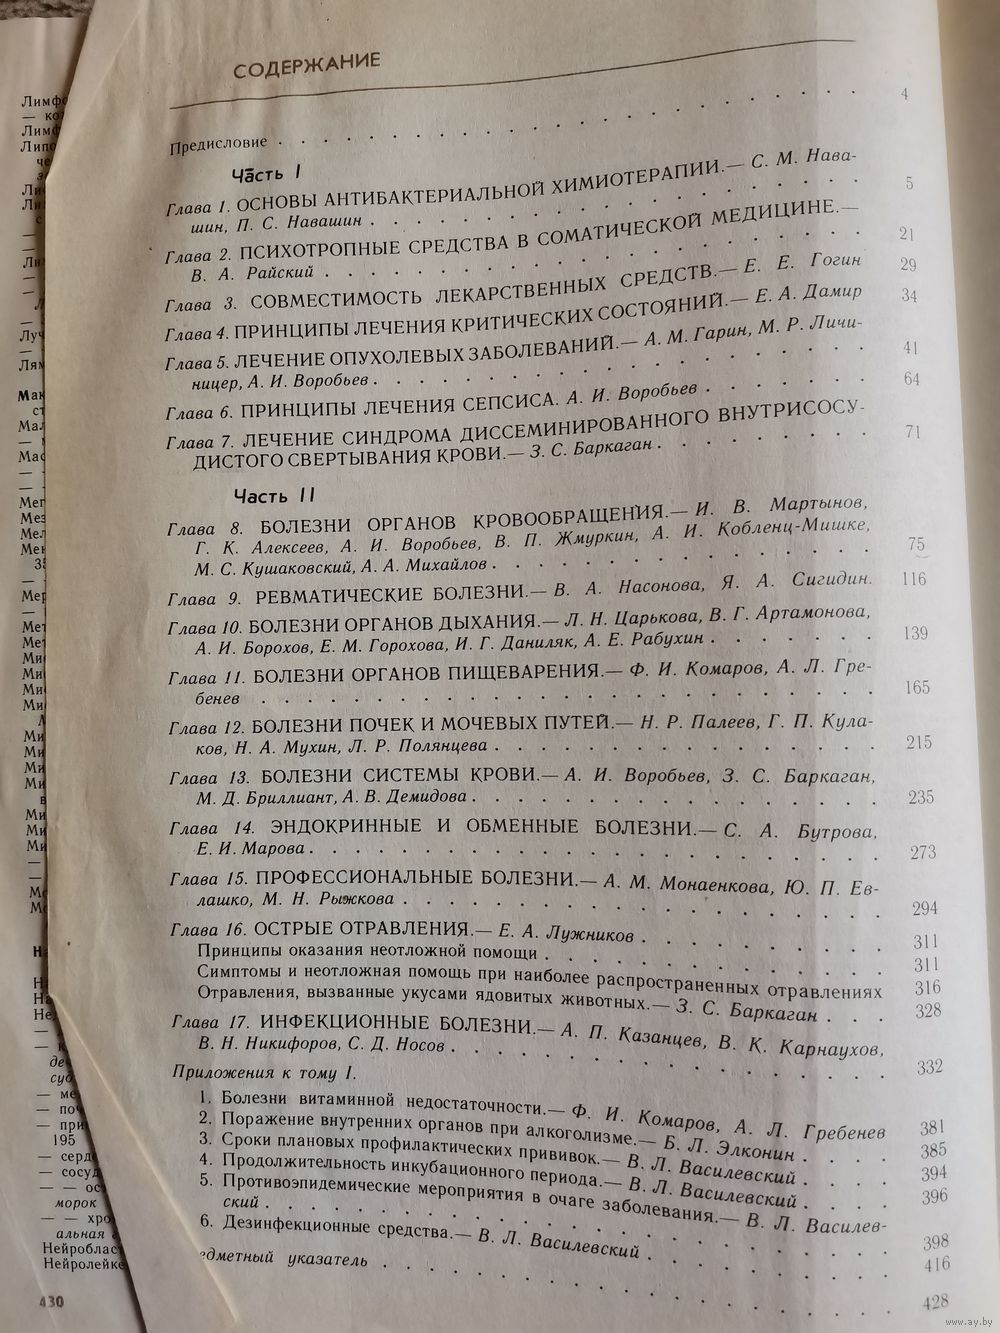 СОДЕРЖАНИЕ
Предисловие . . . 4
Часть I
Глава 1. ОСНОВЫ АНТИБАКТЕРИАЛЬНОЙ ХИМИОТЕРАПИИ.— С. М. Нава-
шин, П. С. Навашин . . . 5
Глава 2. ПСИХОТРОПНЫЕ СРЕДСТВА В СОМАТИЧЕСКОЙ МЕДИЦИНЕ.—
В. А. Райский . . . 21
Глава 3. СОВМЕСТИМОСТЬ ЛЕКАРСТВЕННЫХ СРЕДСТВ.— Е. Е. Гогин 29
Глава 4. ПРИНЦИПЫ ЛЕЧЕНИЯ КРИТИЧЕСКИХ СОСТОЯНИЙ.— Е. А. Дамир 34
Глава 5. ЛЕЧЕНИЕ ОПУХОЛЕВЫХ ЗАБОЛЕВАНИЙ.— А. М. Гарин, М. Р. Личи-
ницер, А. И. Воробьев . . . 41
Глава 6. ПРИНЦИПЫ ЛЕЧЕНИЯ СЕПСИСА. А. И. Воробьев . . . 64
Глава 7. ЛЕЧЕНИЕ СИНДРОМА ДИССЕМИНИРОВАННОГО ВНУТРИСОСУ-
ДИСТОГО СВЕРТЫВАНИЯ КРОВИ.— З. С. Баркаган . . . 71
Часть II
Глава 8. БОЛЕЗНИ ОРГАНОВ КРОВООБРАЩЕНИЯ.— И. В. Мартынов,
Г. К. Алексеев, А. И. Воробьев, В. П. Жмуркин, А. И. Кобленц-Мишке,
М. С. Кушаковский, А. А. Михайлов . . . 75
Глава 9. РЕВМАТИЧЕСКИЕ БОЛЕЗНИ.— В. А. Насонова, Я. А. Сигидин. 116
Глава 10. БОЛЕЗНИ ОРГАНОВ ДЫХАНИЯ.— Л. Н. Царькова, В. Г. Артамонова,
А. И. Борохов, Е. М. Горохова, И. Г. Даниляк, А. Е. Рабухин . . . 139
Глава 11. БОЛЕЗНИ ОРГАНОВ ПИЩЕВАРЕНИЯ.— Ф. И. Комаров, А. Л. Гре-
бенев . . . 165
Глава 12. БОЛЕЗНИ ПОЧЕК И МОЧЕВЫХ ПУТЕЙ.— Н. Р. Палеев, Г. П. Кула-
ков, Н. А. Мухин, Л. Р. Полянцева . . . 215
Глава 13. БОЛЕЗНИ СИСТЕМЫ КРОВИ.— А. И. Воробьев, З. С. Баркаган,
М. Д. Бриллиант, А. В. Демидова . . . 235
Глава 14. ЭНДОКРИННЫЕ И ОБМЕННЫЕ БОЛЕЗНИ.— С. А. Бутрова,
Е. И. Марова . . . 273
Глава 15. ПРОФЕССИОНАЛЬНЫЕ БОЛЕЗНИ.— А. М. Монаенкова, Ю. П. Ев-
лашко, М. Н. Рыжкова . . . 294
Глава 16. ОСТРЫЕ ОТРАВЛЕНИЯ.— Е. А. Лужников . . . 311
Принципы оказания неотложной помощи . . . 311
Симптомы и неотложная помощь при наиболее распространенных отравлениях 316
Отравления, вызванные укусами ядовитых животных.— З. С. Баркаган . . . 328
Глава 17. ИНФЕКЦИОННЫЕ БОЛЕЗНИ.— А. П. Казанцев, В. К. Карнаухов,
В. Н. Никифоров, С. Д. Носов . . . 332
Приложения к тому I.
1. Болезни витаминной недостаточности.— Ф. И. Комаров, А. Л. Гребенев 381
2. Поражение внутренних органов при алкоголизме.— Б. Л. Элконин . . . 385
3. Сроки плановых профилактических прививок.— В. Л. Василевский . . . 394
4. Продолжительность инкубационного периода.— В. Л. Василевский . . . 396
5. Противоэпидемические мероприятия в очаге заболевания.— В. Л. Василев-
ский . . . 398
6. Дезинфекционные средства.— В. Л. Василевский . . . 416
едметный указатель . . . 428
195
— серд
— сосуд
морок
— — хро
альная
Нейроблас
Нейролейке
430
www.ay.by